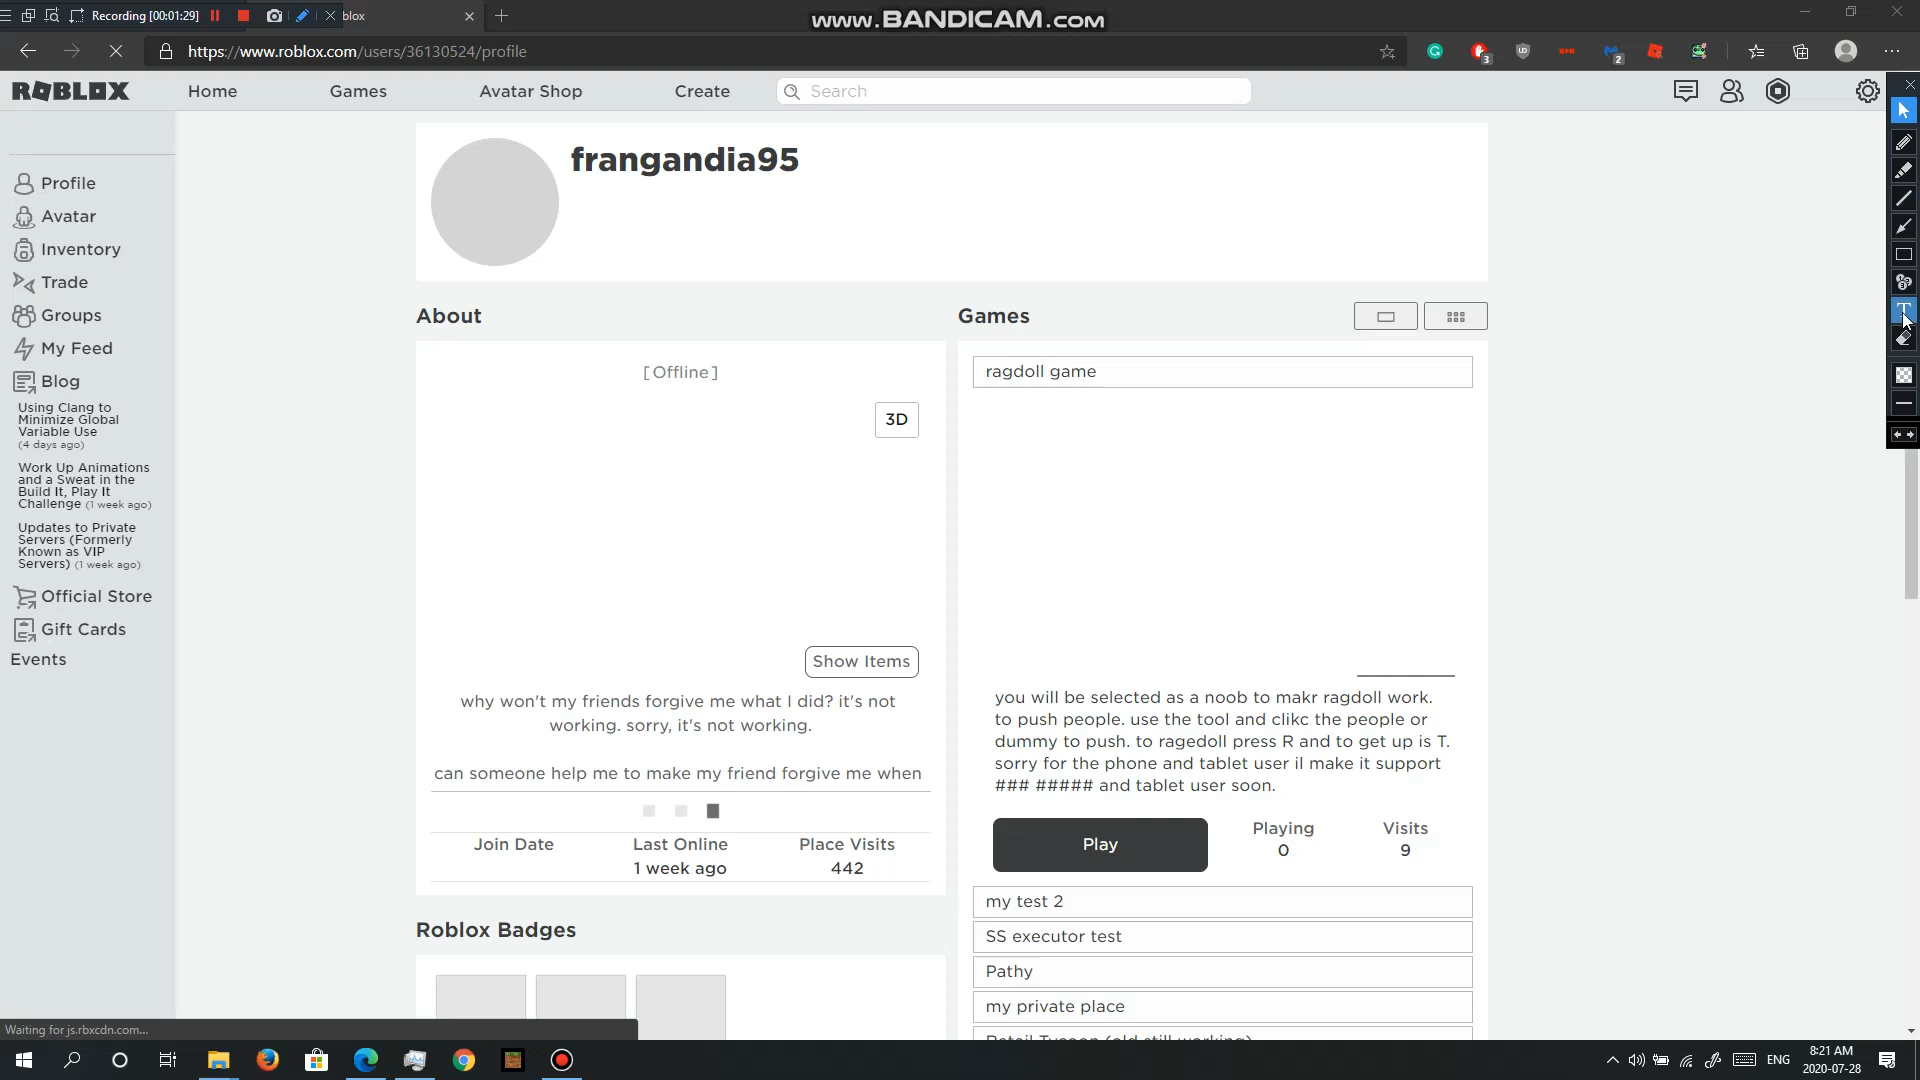 Recording [00:01:29]
blox
www.BANDICAM.com
https://www.roblox.com/users/36130524/profile
3
2
ROBLOX
Home
Games
Avatar Shop
Create
Search
frangandia95
Profile
Avatar
Inventory
Trade
Groups
My Feed
Blog
Using Clang to
Minimize Global
Variable Use
(4 days ago)
Work Up Animations
and a Sweat in the
Build It, Play It
Challenge (1 week ago)
Updates to Private
Servers (Formerly
Known as VIP
Servers) (1 week ago)
Official Store
Gift Cards
Events
About
[ Offline ]
3D
Show Items
why won't my friends forgive me what I did? it's not
working. sorry, it's not working.
can someone help me to make my friend forgive me when
Join Date
Last Online
1 week ago
Place Visits
442
Roblox Badges
Games
ragdoll game
you will be selected as a noob to makr ragdoll work.
to push people. use the tool and clikc the people or
dummy to push. to ragedoll press R and to get up is T.
sorry for the phone and tablet user il make it support
### ##### and tablet user soon.
Play
Playing
0
Visits
9
my test 2
SS executor test
Pathy
my private place
Retail Tycoon (old still working)
Waiting for js.rbxcdn.com...
ENG
8:21 AM
2020-07-28